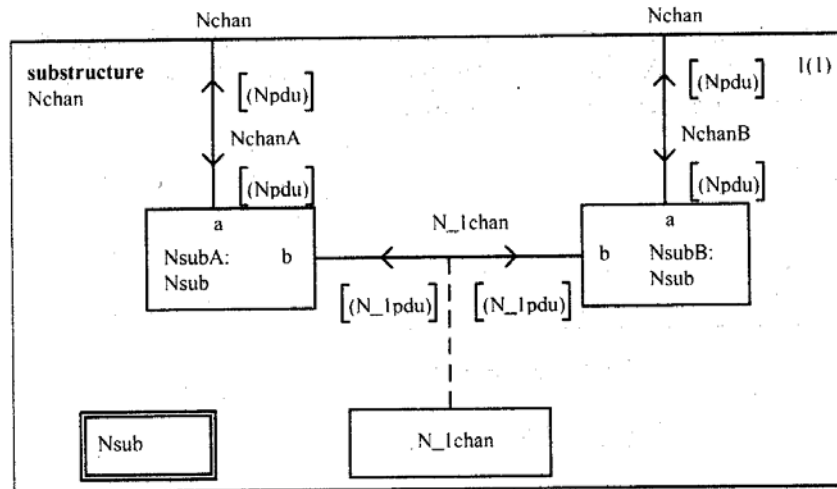 Nchan
Nchan
substructure
Nchan
1(1)
[(Npdu)]
[(Npdu)]
NchanA
NchanB
[(Npdu)]
[(Npdu)]
a
a
N_1chan
NsubA:
Nsub
b
b
NsubB:
Nsub
[(N_1pdu)]
[(N_1pdu)]
Nsub
N_1chan